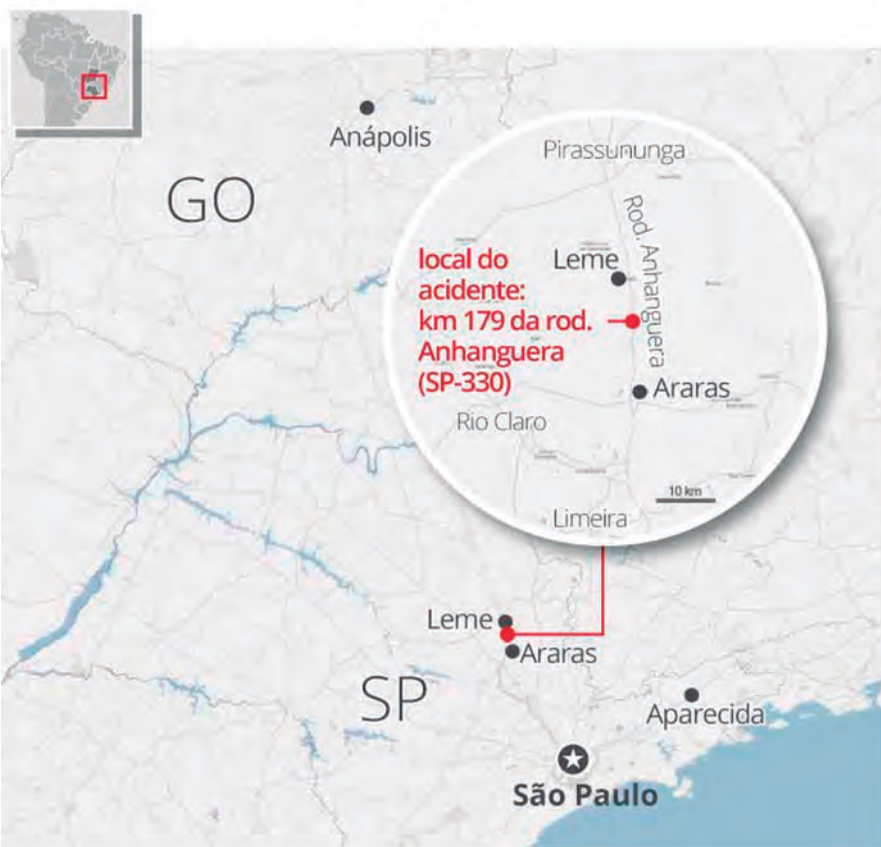 Anápolis
GO
Pirassununga
Rod. Anhanguera
Leme
local do
acidente:
km 179 da rod.
Anhanguera
(SP-330)
Araras
Rio Claro
10 km
Limeira
Leme
Araras
SP
Aparecida
São Paulo